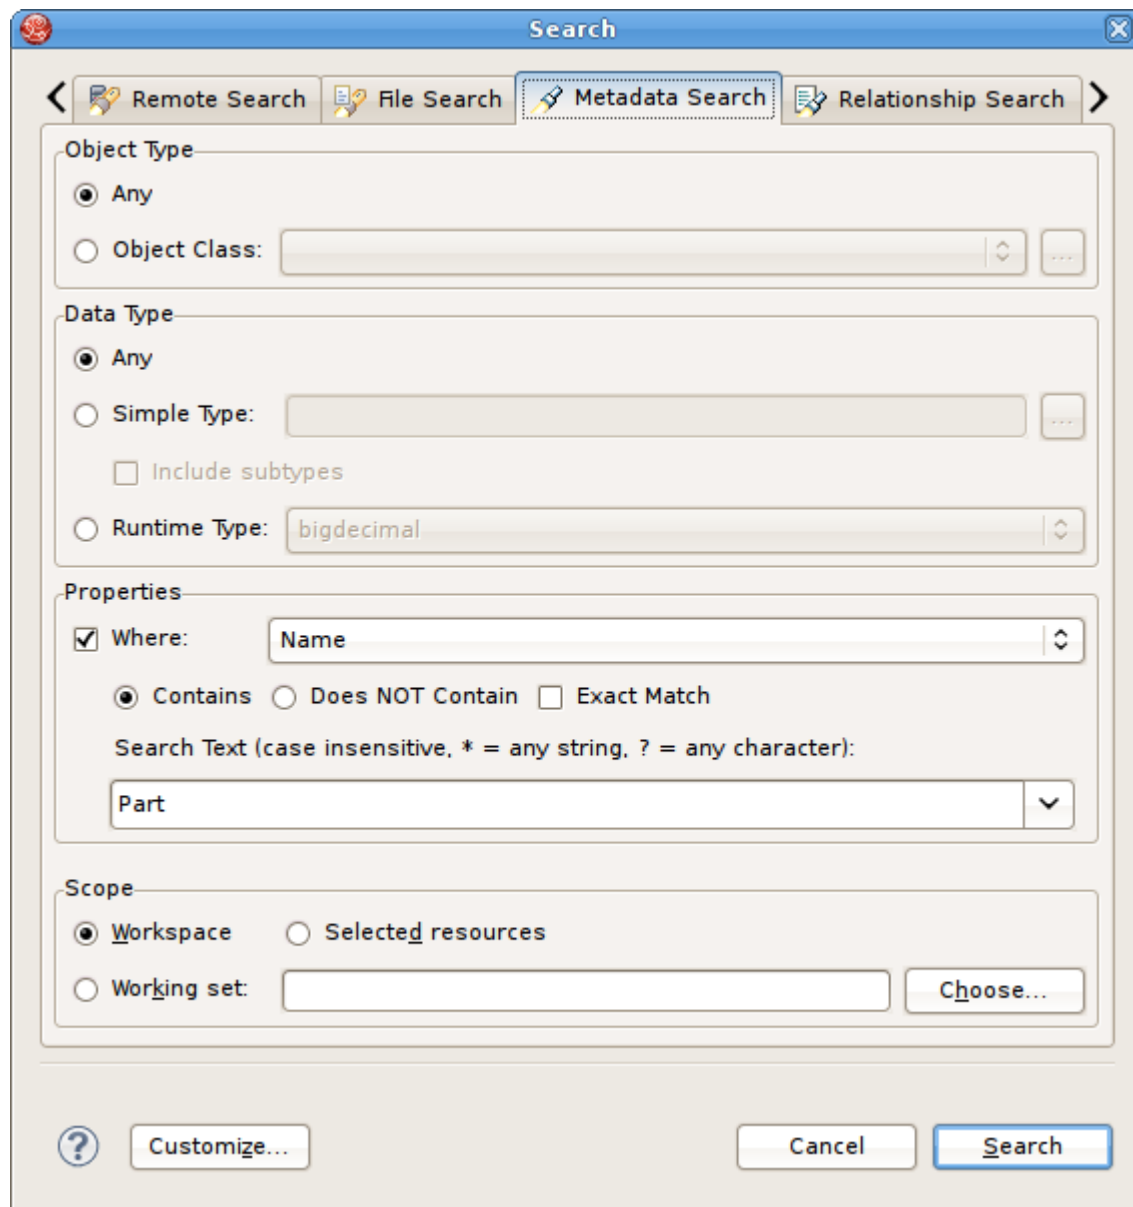 Search
Remote Search File Search Metadata Search Relationship Search
Object Type
Any
Object Class: ...
Data Type
Any
Simple Type: ...
Include subtypes
Runtime Type: bigdecimal
Properties
Where: Name
Contains Does NOT Contain Exact Match
Search Text (case insensitive, * = any string, ? = any character):
Part
Scope
Workspace Selected resources
Working set: Choose...
? Customize... Cancel Search